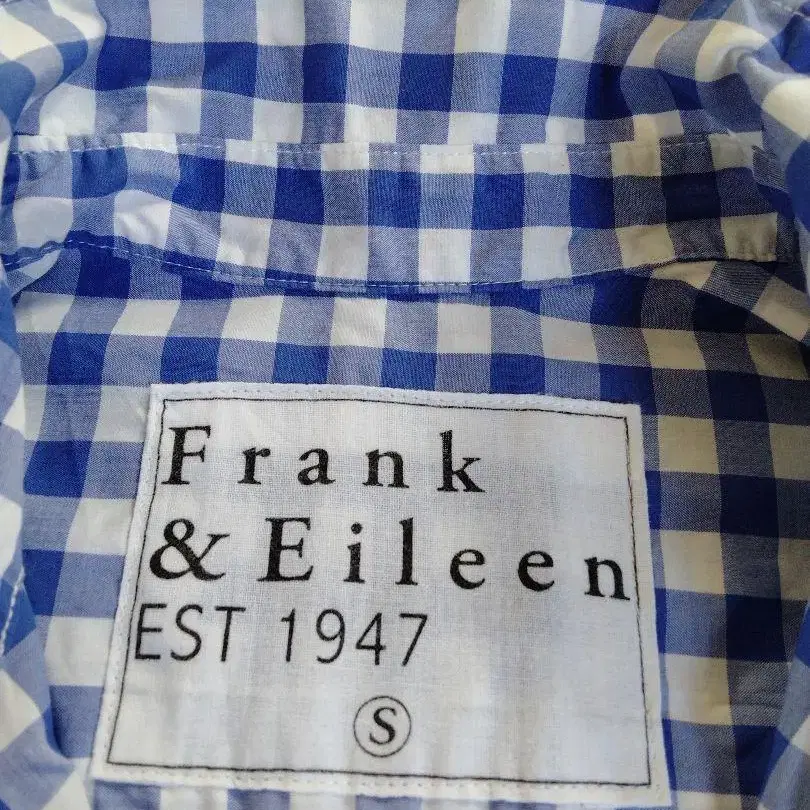 Frank
& Eileen
EST 1947
S